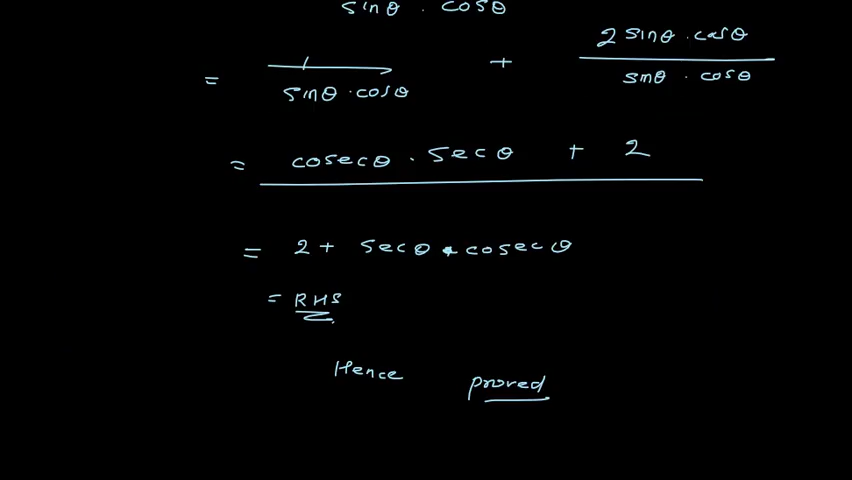 sinθ . cosθ
= 1 / sinθ . cosθ + 2 sinθ . cosθ / sinθ . cosθ
= cosecθ . secθ + 2
= 2 + secθ . cosecθ
= RHS
Hence proved